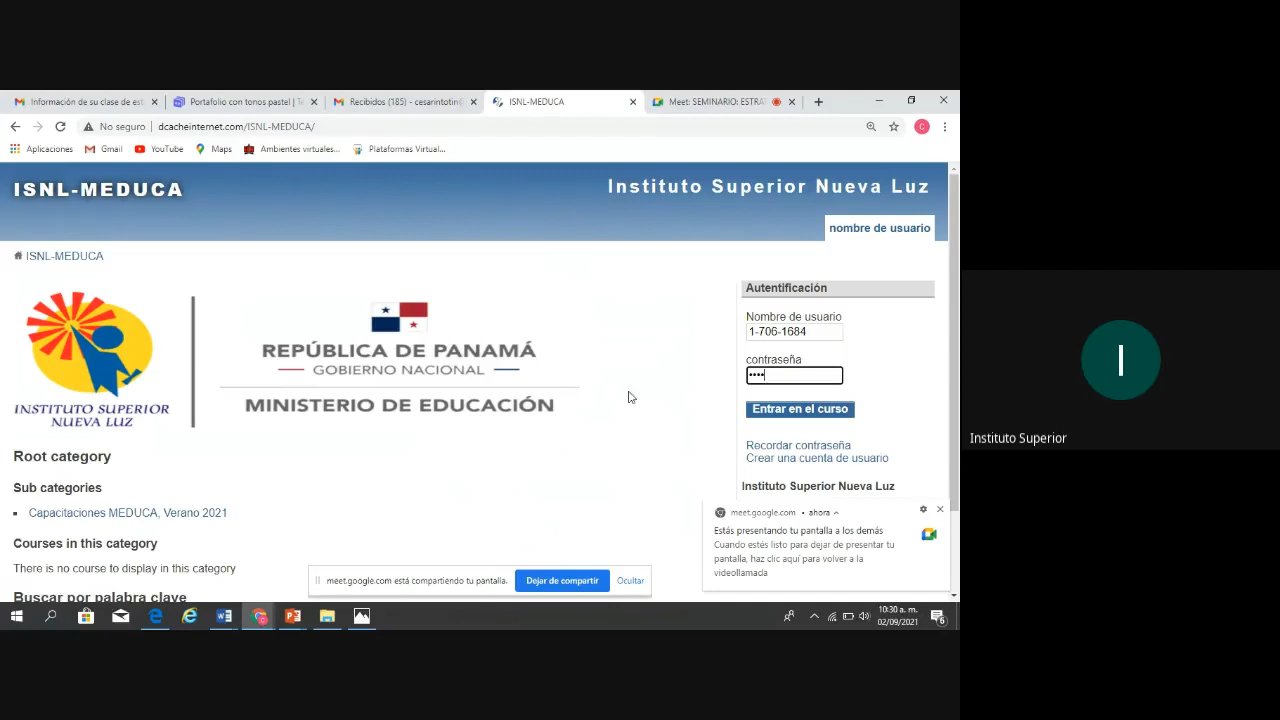 Información de su clase de est
Portafolio con tonos pastel | Te
Recibidos (185) - cesarintotin@
ISNL-MEDUCA
Meet: SEMINARIO: ESTRAT
No seguro
dcacheinternet.com/ISNL-MEDUCA/
Aplicaciones
Gmail
YouTube
Maps
Ambientes virtuales...
Plataformas Virtual...
ISNL-MEDUCA
Instituto Superior Nueva Luz
nombre de usuario
ISNL-MEDUCA
INSTITUTO SUPERIOR
NUEVA LUZ
REPÚBLICA DE PANAMÁ
GOBIERNO NACIONAL
MINISTERIO DE EDUCACIÓN
Autentificación
Nombre de usuario
1-706-1684
contraseña
••••
Entrar en el curso
Recordar contraseña
Crear una cuenta de usuario
Instituto Superior Nueva Luz
Root category
Sub categories
Capacitaciones MEDUCA, Verano 2021
Courses in this category
There is no course to display in this category
Buscar por palabra clave
meet.google.com • ahora
Estás presentando tu pantalla a los demás
Cuando estés listo para dejar de presentar tu
pantalla, haz clic aquí para volver a la
videollamada
meet.google.com está compartiendo tu pantalla.
Dejar de compartir
Ocultar
10:30 a. m.
02/09/2021
6
I
Instituto Superior